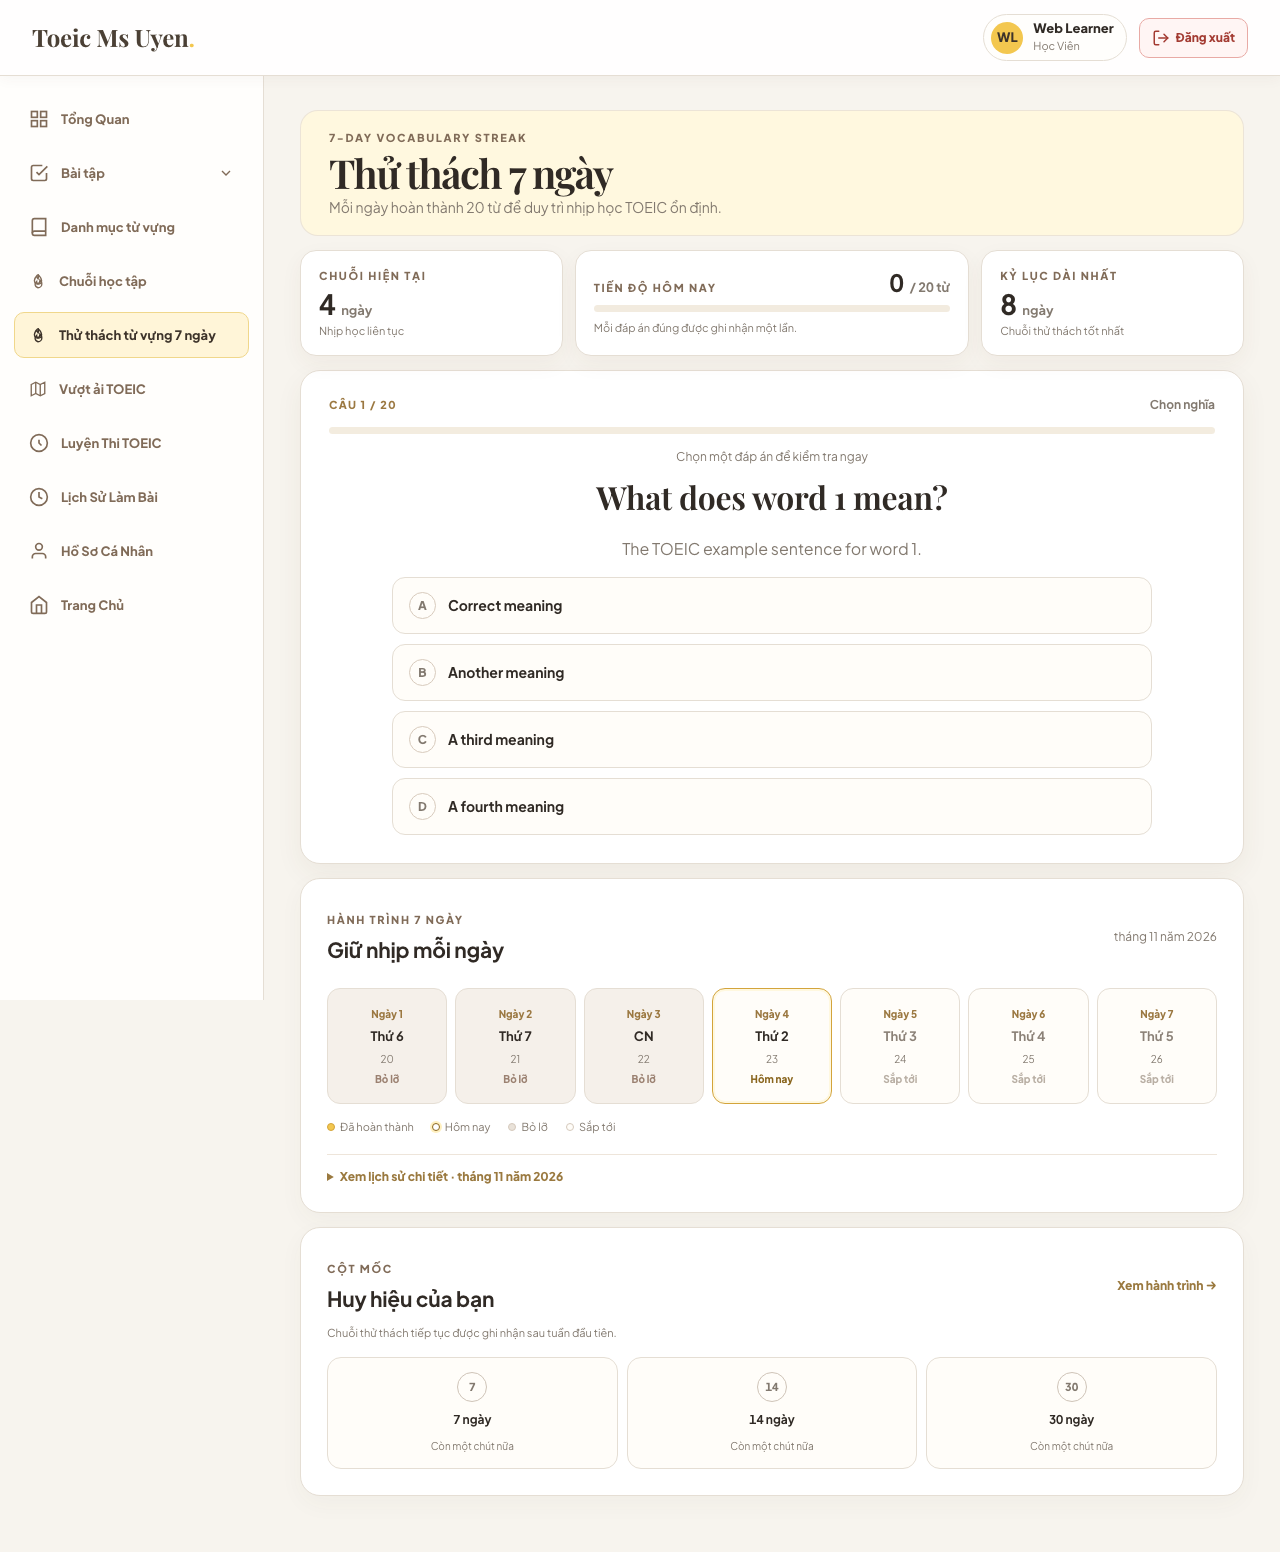 Toeic Ms Uyen.
WL
Web Learner
Học Viên
Đăng xuất
Tổng Quan
Bài tập
Danh mục từ vựng
Chuỗi học tập
Thử thách từ vựng 7 ngày
Vượt ải TOEIC
Luyện Thi TOEIC
Lịch Sử Làm Bài
Hồ Sơ Cá Nhân
Trang Chủ
7-DAY VOCABULARY STREAK
Thử thách 7 ngày
Mỗi ngày hoàn thành 20 từ để duy trì nhịp học TOEIC ổn định.
CHUỖI HIỆN TẠI
4 ngày
Nhịp học liên tục
TIẾN ĐỘ HÔM NAY
0 / 20 từ
Mỗi đáp án đúng được ghi nhận một lần.
KỶ LỤC DÀI NHẤT
8 ngày
Chuỗi thử thách tốt nhất
CÂU 1 / 20
Chọn nghĩa
Chọn một đáp án để kiểm tra ngay
What does word 1 mean?
The TOEIC example sentence for word 1.
A Correct meaning
B Another meaning
C A third meaning
D A fourth meaning
HÀNH TRÌNH 7 NGÀY
Giữ nhịp mỗi ngày
tháng 11 năm 2026
Ngày 1
Thứ 6
20
Bỏ lỡ
Ngày 2
Thứ 7
21
Bỏ lỡ
Ngày 3
CN
22
Bỏ lỡ
Ngày 4
Thứ 2
23
Hôm nay
Ngày 5
Thứ 3
24
Sắp tới
Ngày 6
Thứ 4
25
Sắp tới
Ngày 7
Thứ 5
26
Sắp tới
Đã hoàn thành Hôm nay Bỏ lỡ Sắp tới
Xem lịch sử chi tiết · tháng 11 năm 2026
CỘT MỐC
Huy hiệu của bạn
Xem hành trình →
Chuỗi thử thách tiếp tục được ghi nhận sau tuần đầu tiên.
7
7 ngày
Còn một chút nữa
14
14 ngày
Còn một chút nữa
30
30 ngày
Còn một chút nữa